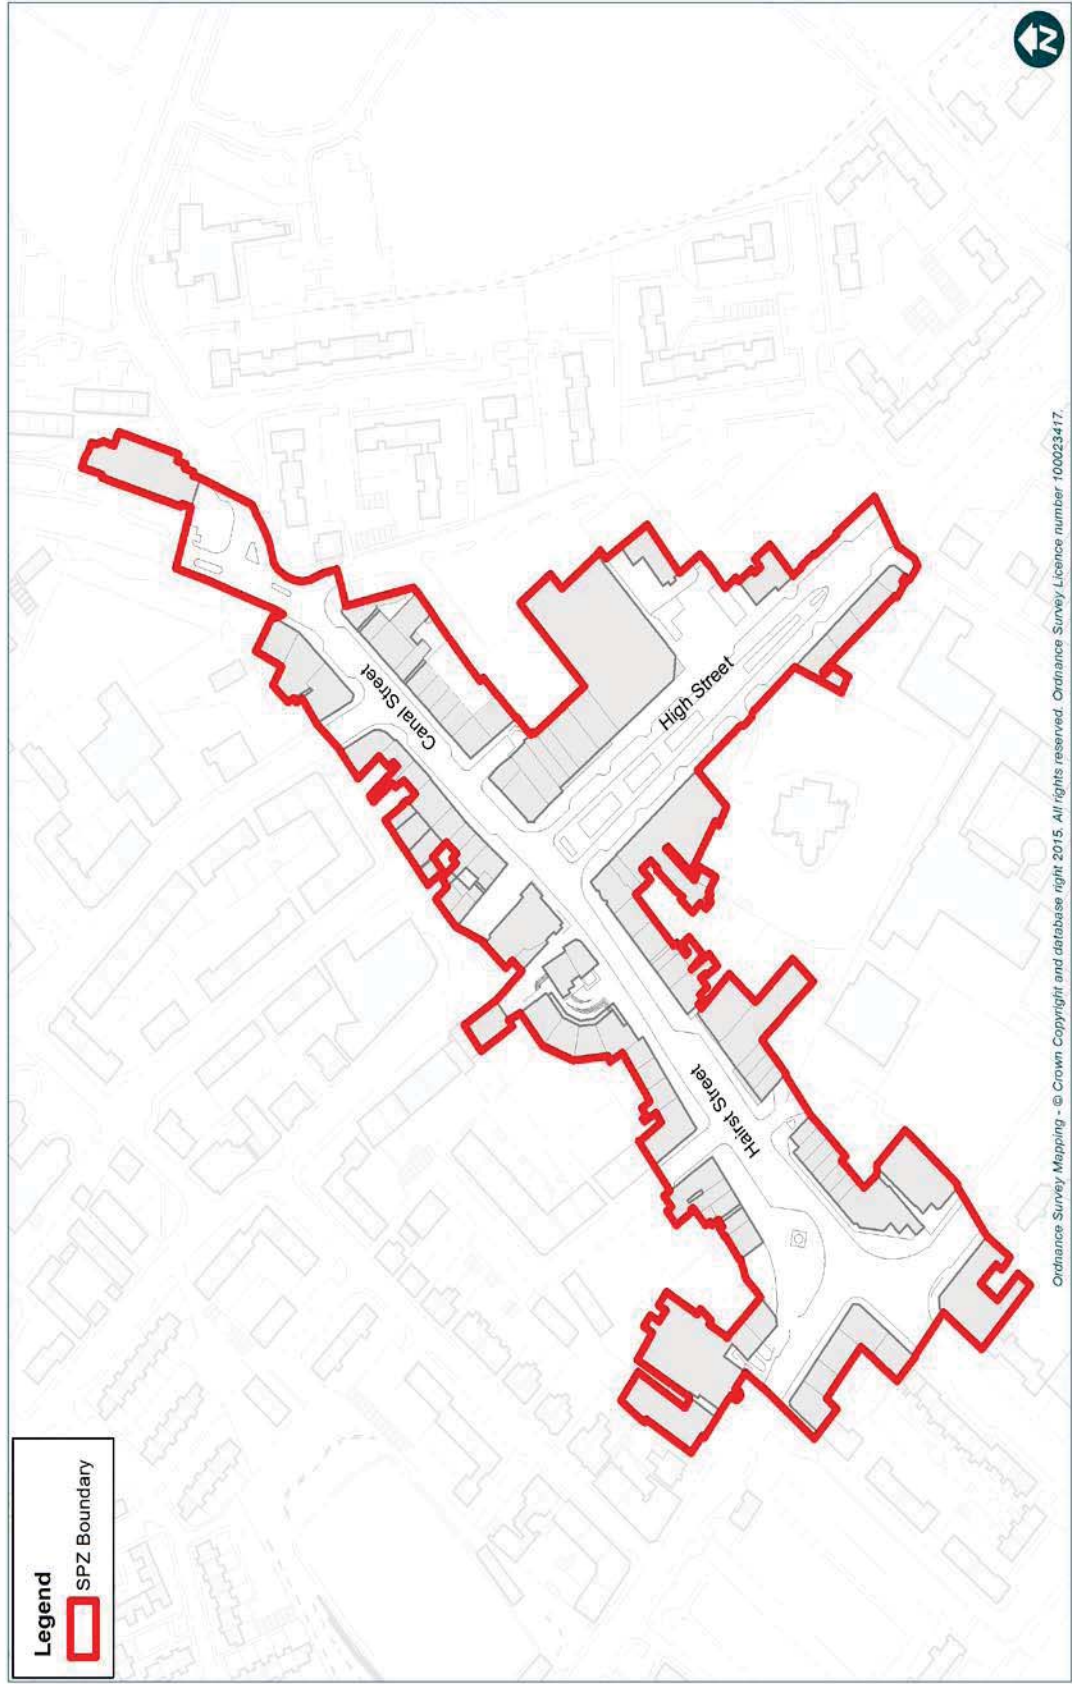 Legend
SPZ Boundary
Canal Street
High Street
Hairst Street
N
Ordnance Survey Mapping - © Crown Copyright and database right 2015. All rights reserved. Ordnance Survey Licence number 100023417.